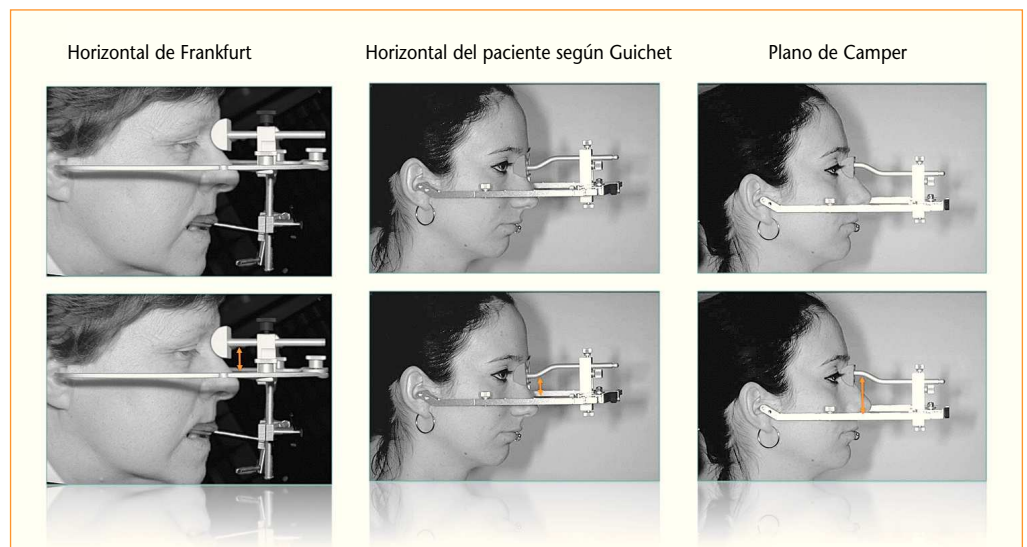 Horizontal de Frankfurt
Horizontal del paciente según Guichet
Plano de Camper